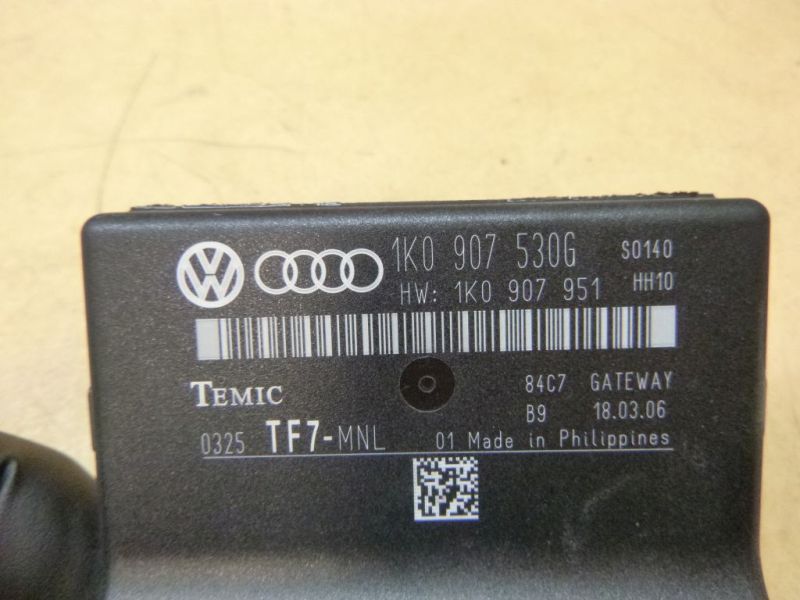 1K0 907 530G S0140
HW: 1K0 907 951 HH10
TEMIC 84C7 GATEWAY
B9 18.03.06
0325 TF7-MNL 01 Made in Philippines